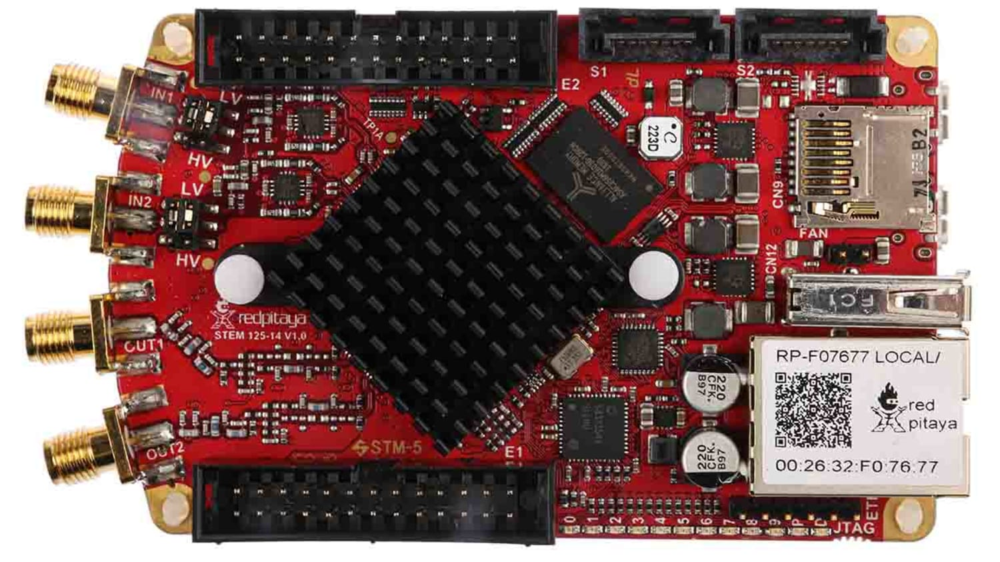 S1
S2
E2
IN1
LV
HV
TP1A
223D
IN2
LV
HV
CN9
FAN
CN12
redpitaya
STEM 125-14 V1.0
OUT1
220
CFK.
B97
RP-F07677 LOCAL/
red
pitaya
00:26:32:F0:76:77
OUT2
STM-5
E1
220
CFK.
B97
0
1
2
3
4
5
6
7
8
9
P
D
JTAG